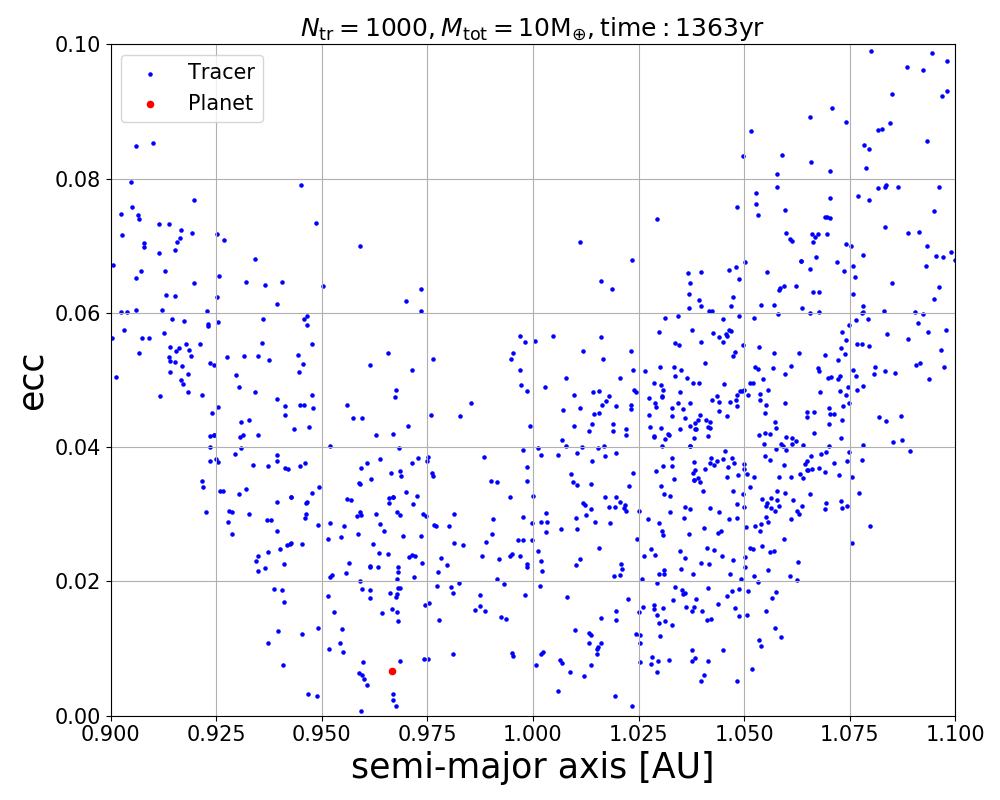 N_tr = 1000, M_tot = 10M_⊕, time : 1363yr
Tracer
Planet
ecc
0.10
0.08
0.06
0.04
0.02
0.00
0.900 0.925 0.950 0.975 1.000 1.025 1.050 1.075 1.100
semi-major axis [AU]